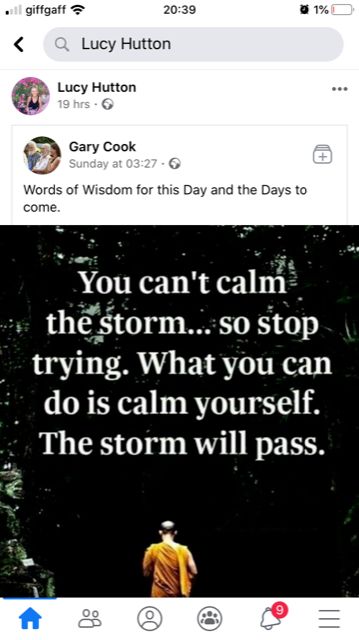 giffgaff 20:39 1%
Lucy Hutton
Lucy Hutton
19 hrs ·
Gary Cook
Sunday at 03:27 ·
Words of Wisdom for this Day and the Days to
come.
You can't calm
the storm... so stop
trying. What you can
do is calm yourself.
The storm will pass.
9